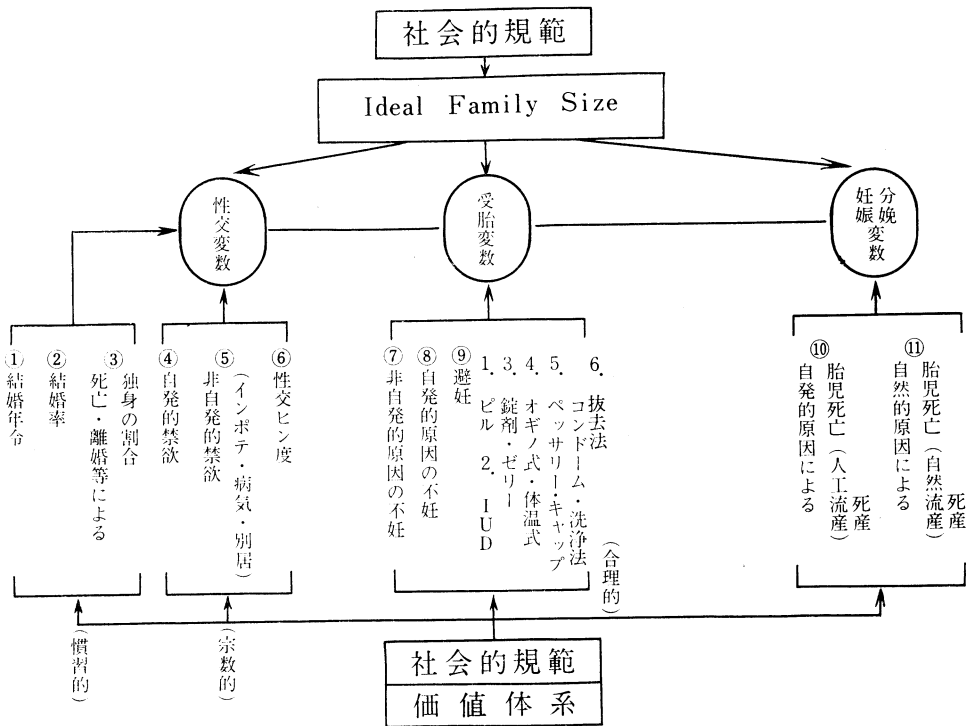 社会的規範
Ideal Family Size
性交変数
受胎変数
分娩
妊娠変数
① 結婚年令
② 結婚率
③ 独身の割合
死亡・離婚等による
④ 自発的禁欲
⑤ 非自発的禁欲
（インポテ・病気・別居）
⑥ 性交ヒン度
⑦ 非自発的原因の不妊
⑧ 自発的原因の不妊
⑨ 避妊
1．ピル 2．IUD
3．錠剤・ゼリー
4．オギノ式・体温式
5．ペッサリー・キャップ
コンドーム・洗浄法
6．抜去法
⑩ 自発的原因による
胎児死亡（人工流産）
死産
⑪ 自然的原因による
胎児死亡（自然流産）
死産
（慣習的）
（宗数的）
（合理的）
社会的規範
価値体系